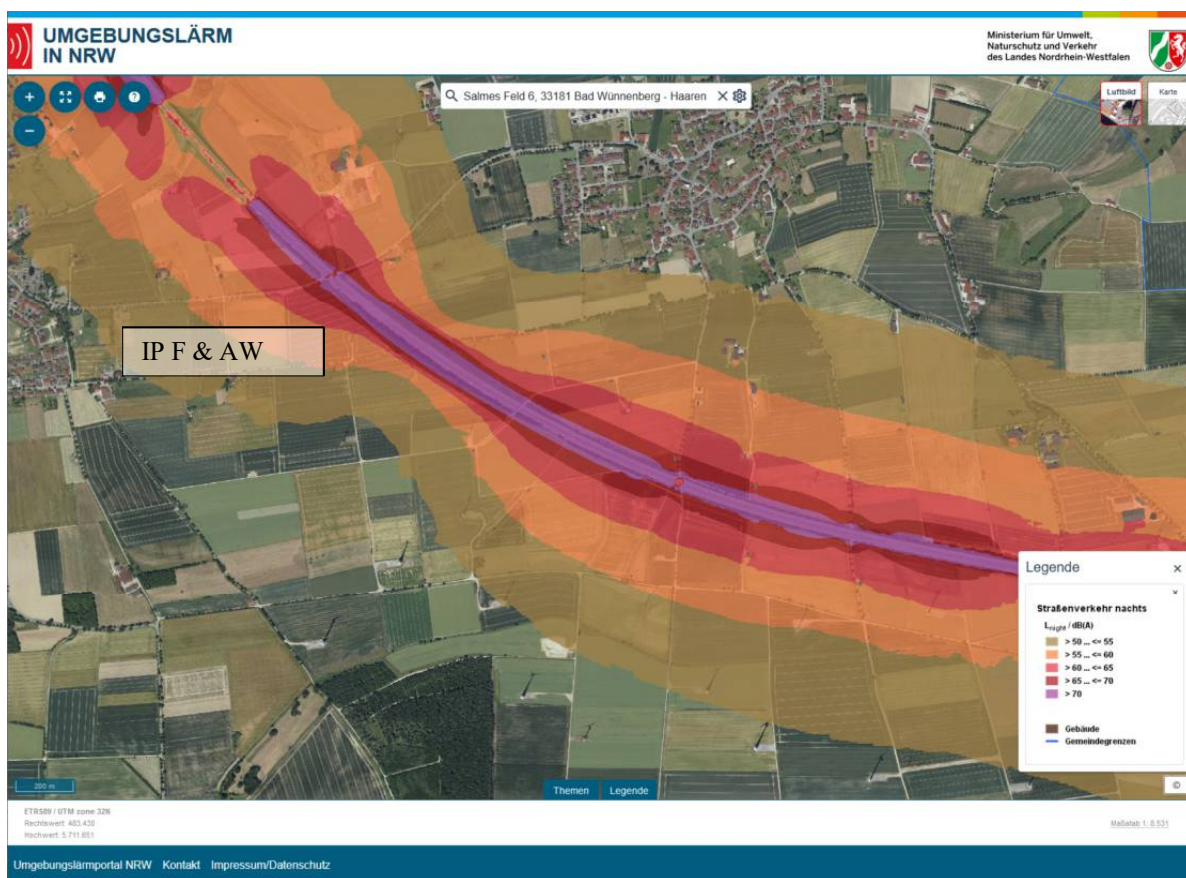 UMGEBUNGSLÄRM
IN NRW
Ministerium für Umwelt,
Naturschutz und Verkehr
des Landes Nordrhein-Westfalen
Salmes Feld 6, 33181 Bad Wünnenberg - Haaren
Luftbild
Karte
IP F & AW
Legende
Straßenverkehr nachts
Lnight / dB(A)
> 50 ... <= 55
> 55 ... <= 60
> 60 ... <= 65
> 65 ... <= 70
> 70
Gebäude
Gemeindegrenzen
200 m
Themen Legende
©
ETRS89 / UTM zone 32N
Rechtswert: 483.430
Hochwert: 5.711.651
Maßstab 1: 8.531
Umgebungslärmportal NRW Kontakt Impressum/Datenschutz